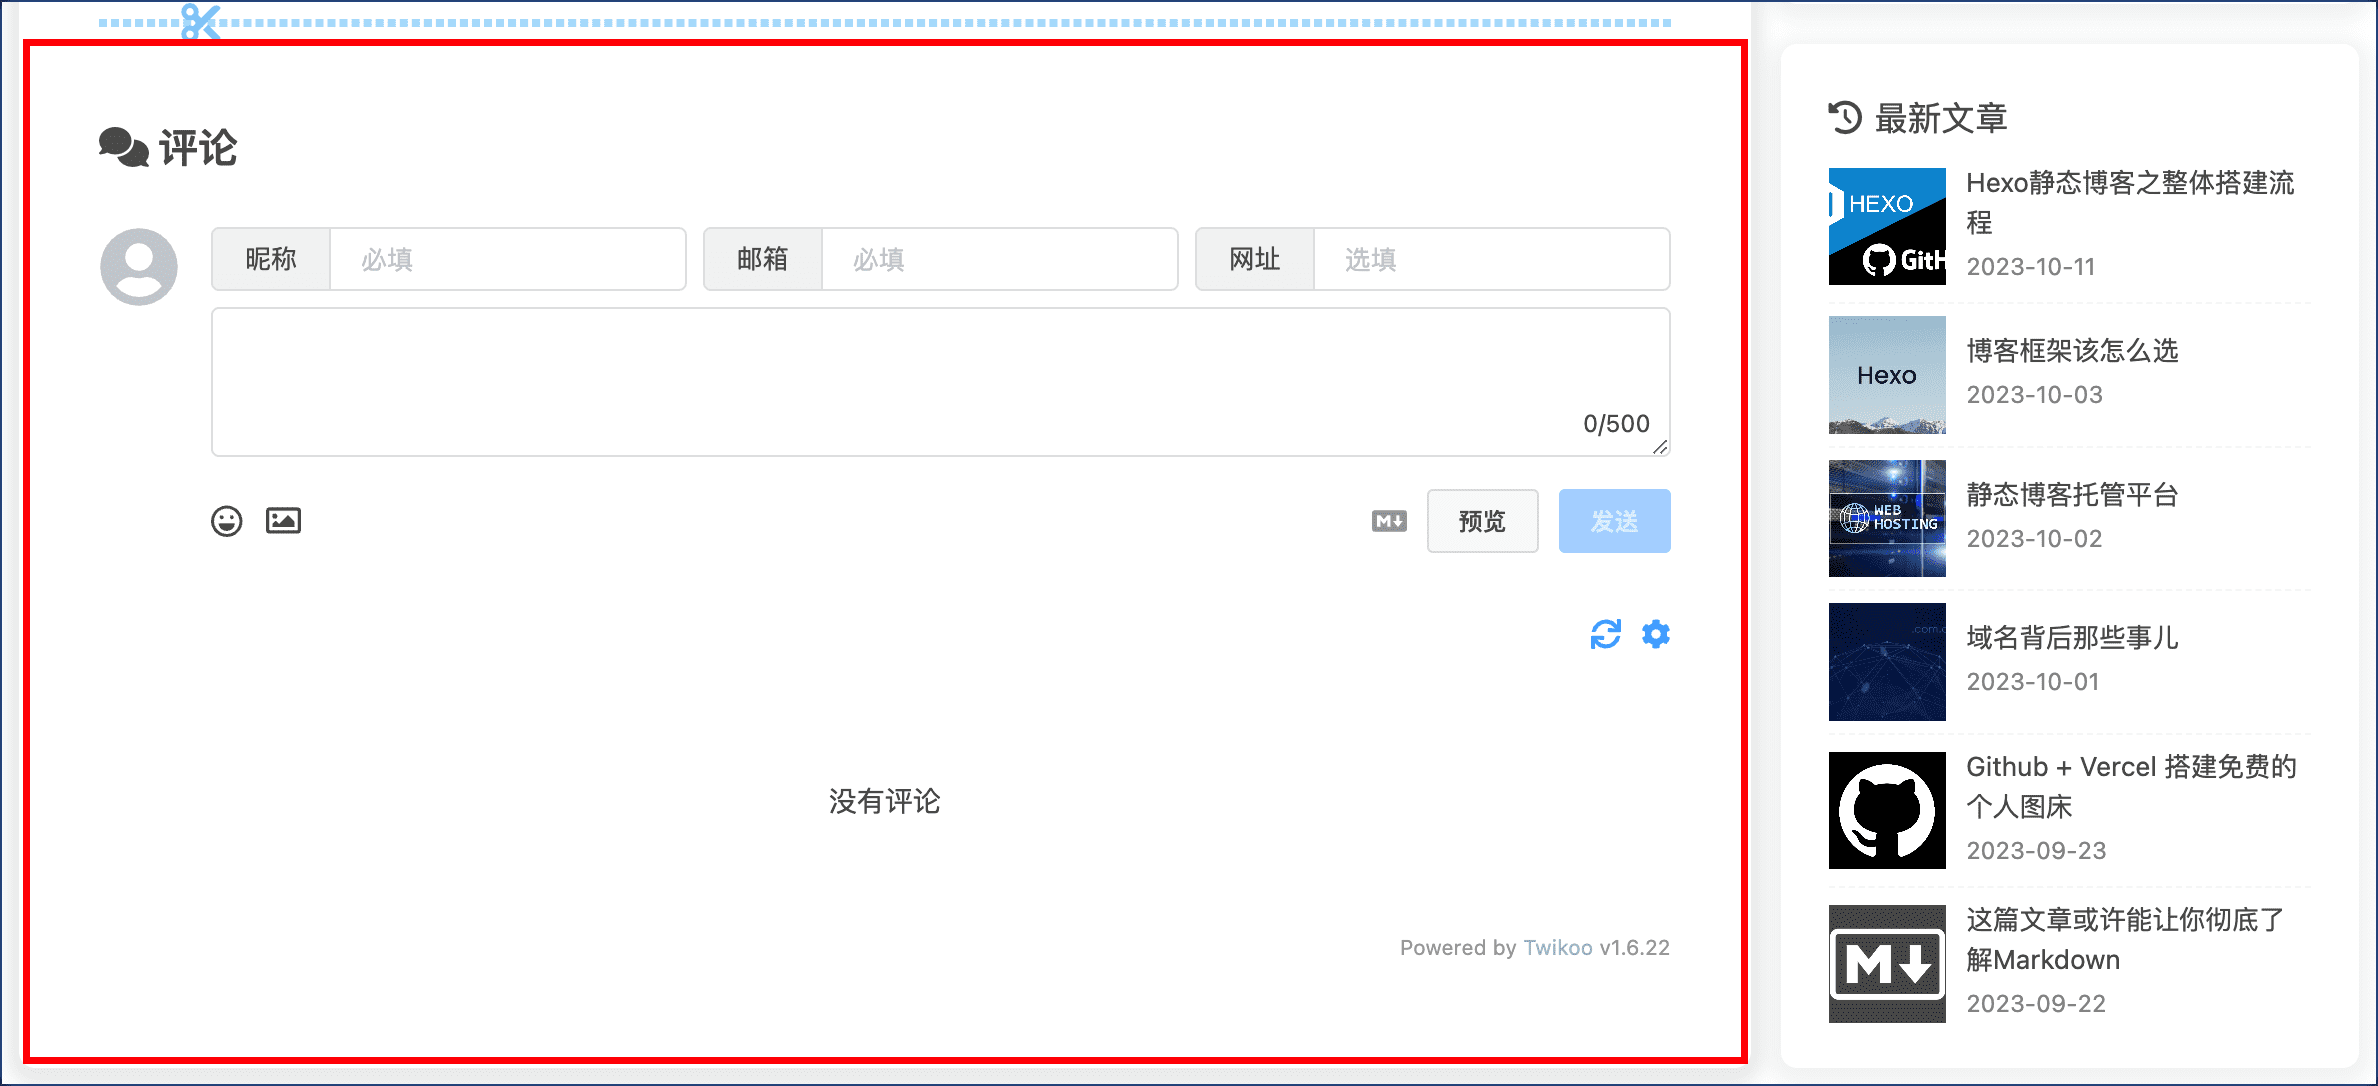 评论
昵称 必填 邮箱 必填 网址 选填
0/500
M 预览 发送
没有评论
Powered by Twikoo v1.6.22
最新文章
HEXO
GitH
Hexo静态博客之整体搭建流
程
2023-10-11
Hexo
博客框架该怎么选
2023-10-03
WEB
HOSTING
静态博客托管平台
2023-10-02
.com.c
域名背后那些事儿
2023-10-01
Github + Vercel 搭建免费的
个人图床
2023-09-23
M
这篇文章或许能让你彻底了
解Markdown
2023-09-22